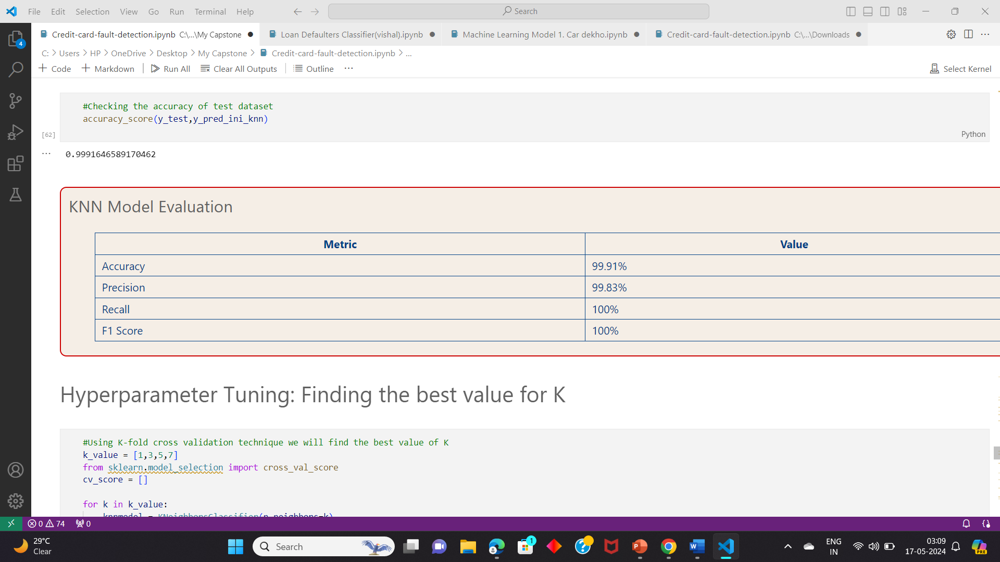 File Edit Selection View Go Run Terminal Help
Search
Credit-card-fault-detection.ipynb C:\...\My Capstone
Loan Defaulters Classifier(vishal).ipynb
Machine Learning Model 1. Car dekho.ipynb
Credit-card-fault-detection.ipynb C:\...\Downloads
4
C: > Users > HP > OneDrive > Desktop > My Capstone > Credit-card-fault-detection.ipynb > ...
+ Code + Markdown | Run All Clear All Outputs | Outline ... Select Kernel
#Checking the accuracy of test dataset
accuracy_score(y_test,y_pred_ini_knn)
[62] Python
... 0.9991646589170462
KNN Model Evaluation
Metric Value
Accuracy 99.91%
Precision 99.83%
Recall 100%
F1 Score 100%
Hyperparameter Tuning: Finding the best value for K
#Using K-fold cross validation technique we will find the best value of K
k_value = [1,3,5,7]
from sklearn.model_selection import cross_val_score
cv_score = []
for k in k_value:
knnmodel = KNeighborsClassifier(n_neighbors=k)
0 74 0
29°C
Clear
Search
1
ENG
IN
03:09
17-05-2024
PRE